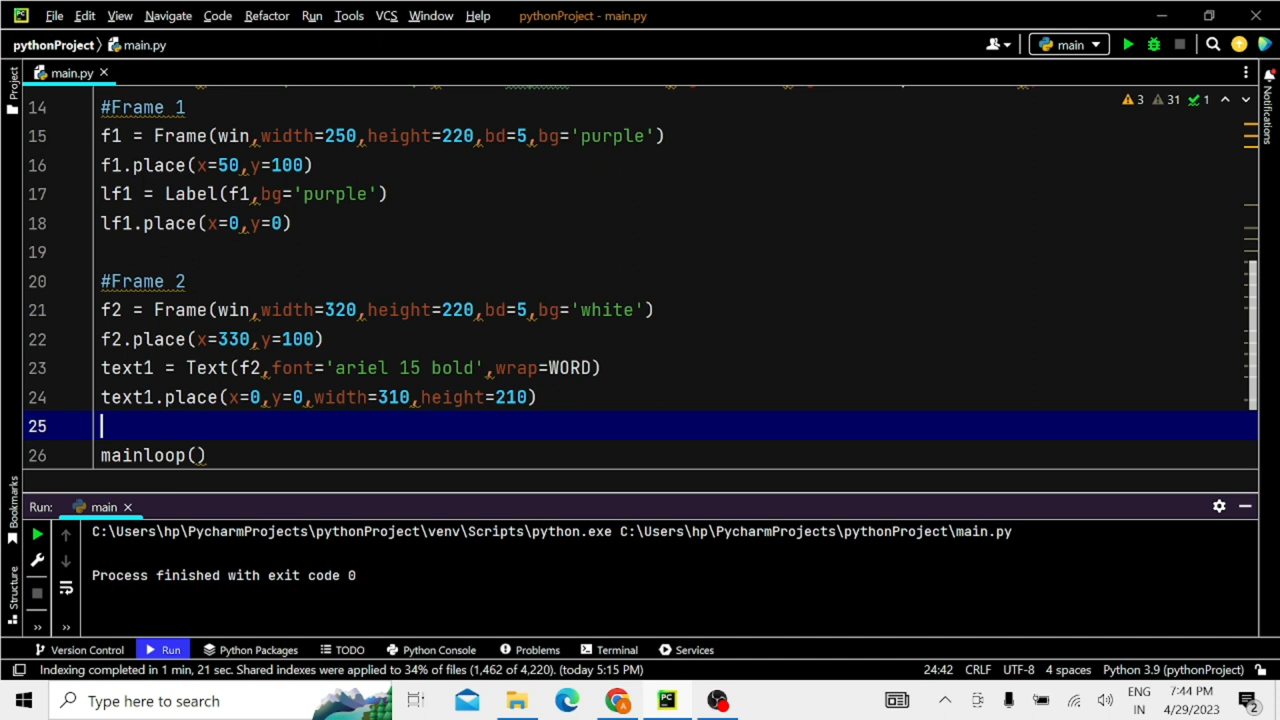 File Edit View Navigate Code Refactor Run Tools VCS Window Help pythonProject - main.py
pythonProject main.py main
main.py
14 #Frame 1
15 f1 = Frame(win,width=250,height=220,bd=5,bg='purple')
16 f1.place(x=50,y=100)
17 lf1 = Label(f1,bg='purple')
18 lf1.place(x=0,y=0)
19
20 #Frame 2
21 f2 = Frame(win,width=320,height=220,bd=5,bg='white')
22 f2.place(x=330,y=100)
23 text1 = Text(f2,font='ariel 15 bold',wrap=WORD)
24 text1.place(x=0,y=0,width=310,height=210)
25
26 mainloop()
3 31 1
Project
Bookmarks
Structure
Notifications
Run: main
C:\Users\hp\PycharmProjects\pythonProject\venv\Scripts\python.exe C:\Users\hp\PycharmProjects\pythonProject\main.py
Process finished with exit code 0
Version Control Run Python Packages TODO Python Console Problems Terminal Services
Indexing completed in 1 min, 21 sec. Shared indexes were applied to 34% of files (1,462 of 4,220). (today 5:15 PM) 24:42 CRLF UTF-8 4 spaces Python 3.9 (pythonProject)
Type here to search
ENG 7:44 PM
IN 4/29/2023 2